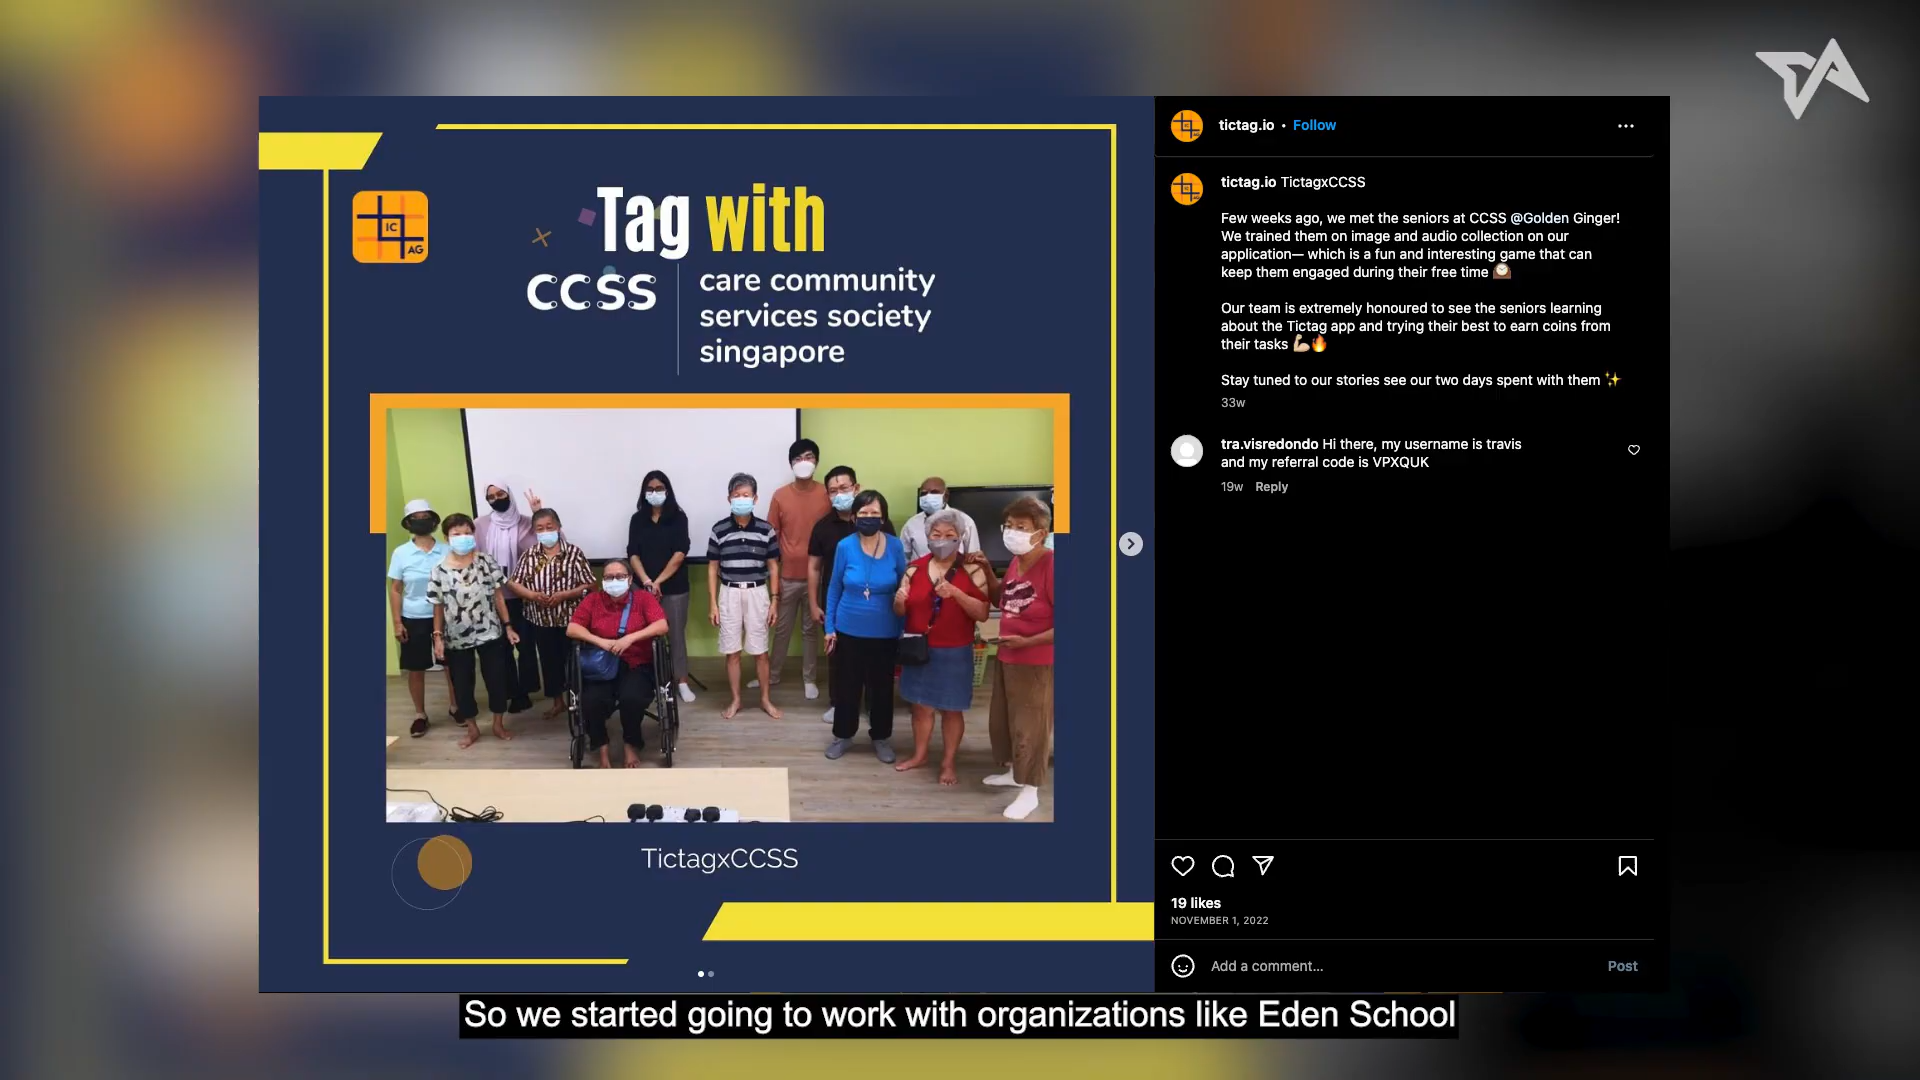 TA
IC
AG
Tag with
ccss
care community
services society
singapore
TictagxCCSS
tictag.io • Follow
tictag.io TictagxCCSS
Few weeks ago, we met the seniors at CCSS @Golden Ginger!
We trained them on image and audio collection on our
application— which is a fun and interesting game that can
keep them engaged during their free time 🕰️
Our team is extremely honoured to see the seniors learning
about the Tictag app and trying their best to earn coins from
their tasks 💪🏼🔥
Stay tuned to our stories see our two days spent with them ✨
33w
tra.visredondo Hi there, my username is travis
and my referral code is VPXQUK
19w Reply
19 likes
NOVEMBER 1, 2022
Add a comment... Post
So we started going to work with organizations like Eden School